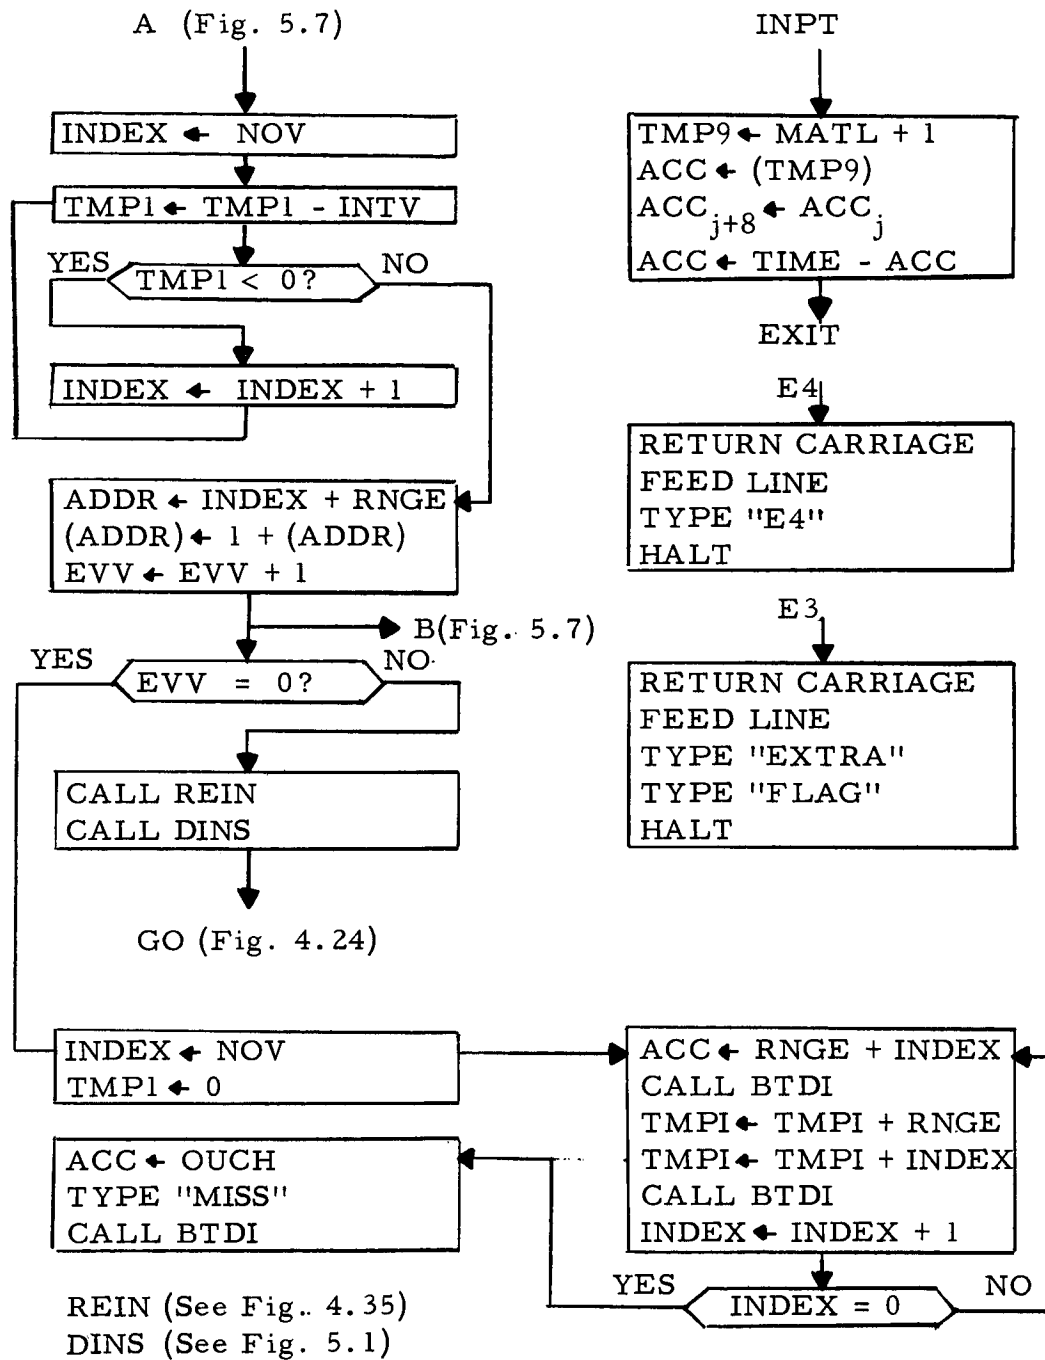 A (Fig. 5.7)
INDEX ← NOV
TMP1 ← TMP1 - INTV
YES
TMP1 < 0?
NO
INDEX ← INDEX + 1
ADDR ← INDEX + RNGE
(ADDR) ← 1 + (ADDR)
EVV ← EVV + 1
B(Fig. 5.7)
YES
EVV = 0?
NO
CALL REIN
CALL DINS
GO (Fig. 4.24)
INDEX ← NOV
TMP1 ← 0
ACC ← OUCH
TYPE "MISS"
CALL BTDI
REIN (See Fig. 4.35)
DINS (See Fig. 5.1)
INPT
TMP9 ← MATL + 1
ACC ← (TMP9)
ACC j+8 ← ACC j
ACC ← TIME - ACC
EXIT
E4
RETURN CARRIAGE
FEED LINE
TYPE "E4"
HALT
E3
RETURN CARRIAGE
FEED LINE
TYPE "EXTRA"
TYPE "FLAG"
HALT
ACC ← RNGE + INDEX
CALL BTDI
TMPI ← TMPI + RNGE
TMPI ← TMPI + INDEX
CALL BTDI
INDEX ← INDEX + 1
YES
INDEX = 0
NO